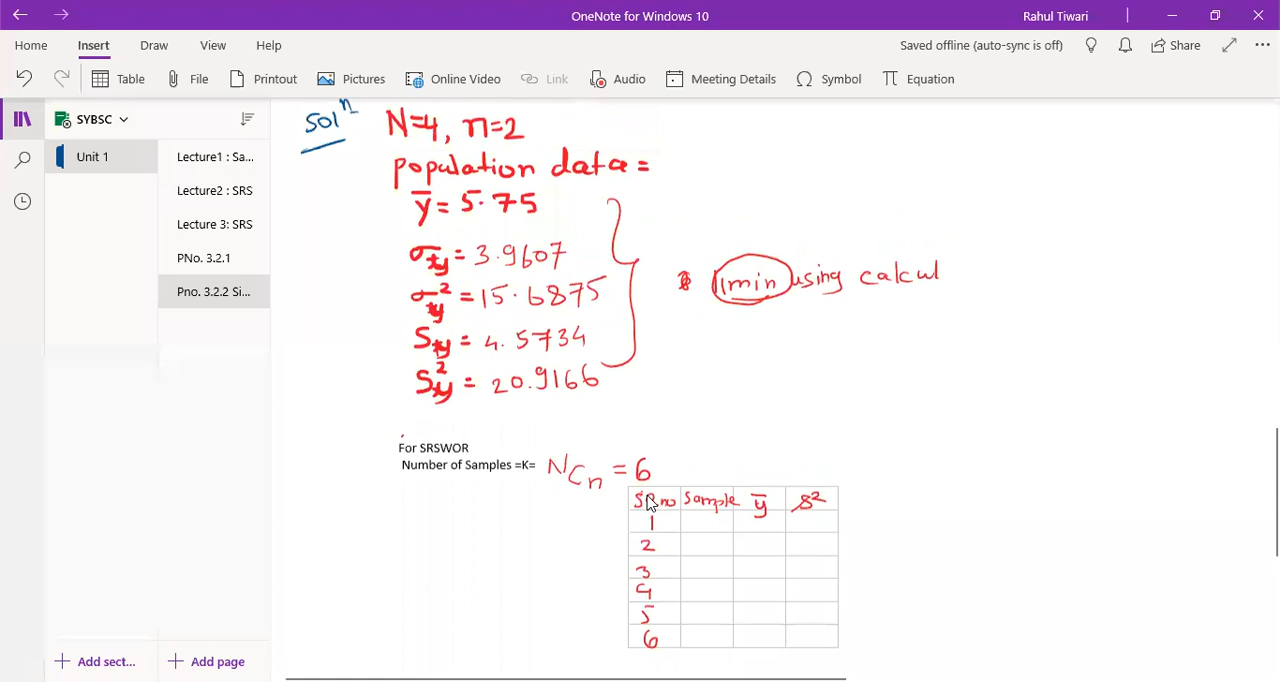 OneNote for Windows 10
Rahul Tiwari
Home Insert Draw View Help
Saved offline (auto-sync is off) Share
Table File Printout Pictures Online Video Link Audio Meeting Details Symbol Equation
SYBSC
Unit 1
Lecture1 : Sa...
Lecture2 : SRS
Lecture 3: SRS
PNo. 3.2.1
Pno. 3.2.2 Si...
Add sect... Add page
Solⁿ N=4, n=2
population data =
y̅ = 5.75
σy = 3.9607
σy² = 15.6875
Sy = 4.5734
Sy² = 20.9166
1min using calcul
For SRSWOR
Number of Samples =K= NCn = 6
Sr.no Sample y̅ s²
1
2
3
4
5
6